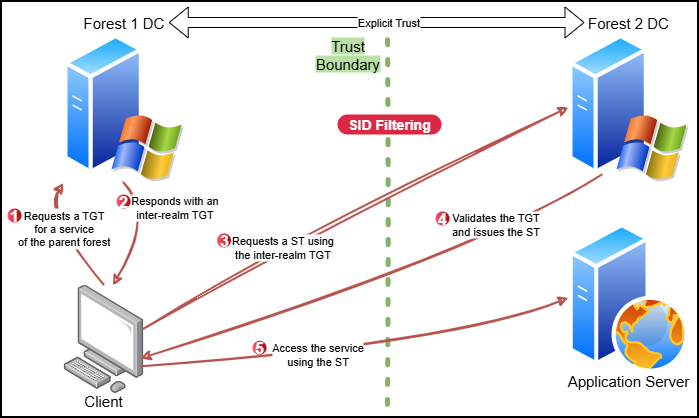 Forest 1 DC
Explicit Trust
Forest 2 DC
Trust
Boundary
SID Filtering
1 Requests a TGT
for a service
of the parent forest
2 Responds with an
inter-realm TGT
3 Requests a ST using
the inter-realm TGT
4 Validates the TGT
and issues the ST
5 Access the service
using the ST
Client
Application Server